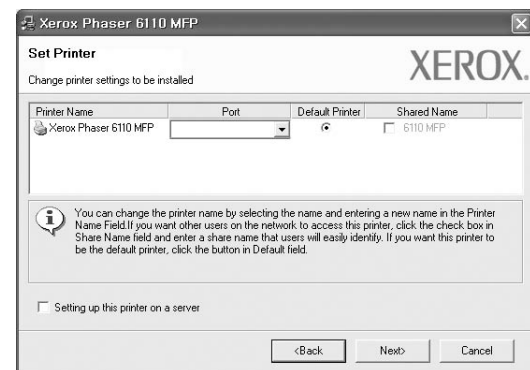 Xerox Phaser 6110 MFP
Set Printer
Change printer settings to be installed
XEROX.
Printer Name Port Default Printer Shared Name
Xerox Phaser 6110 MFP 6110 MFP
You can change the printer name by selecting the name and entering a new name in the Printer
Name Field.If you want other users on the network to access this printer, click the check box in
Share Name field and enter a share name that users will easily identify. If you want this printer to
be the default printer, click the button in Default field.
Setting up this printer on a server
<Back Next> Cancel